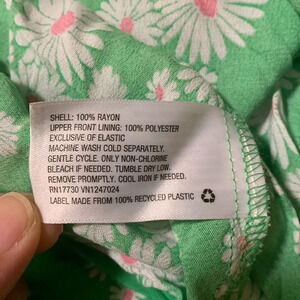 SHELL: 100% RAYON
UPPER FRONT LINING: 100% POLYESTER
EXCLUSIVE OF ELASTIC
MACHINE WASH COLD SEPARATELY.
GENTLE CYCLE. ONLY NON-CHLORINE
BLEACH IF NEEDED. TUMBLE DRY LOW.
REMOVE PROMPTLY. COOL IRON IF NEEDED.
RN17730 VN1247024
LABEL MADE FROM 100% RECYCLED PLASTIC